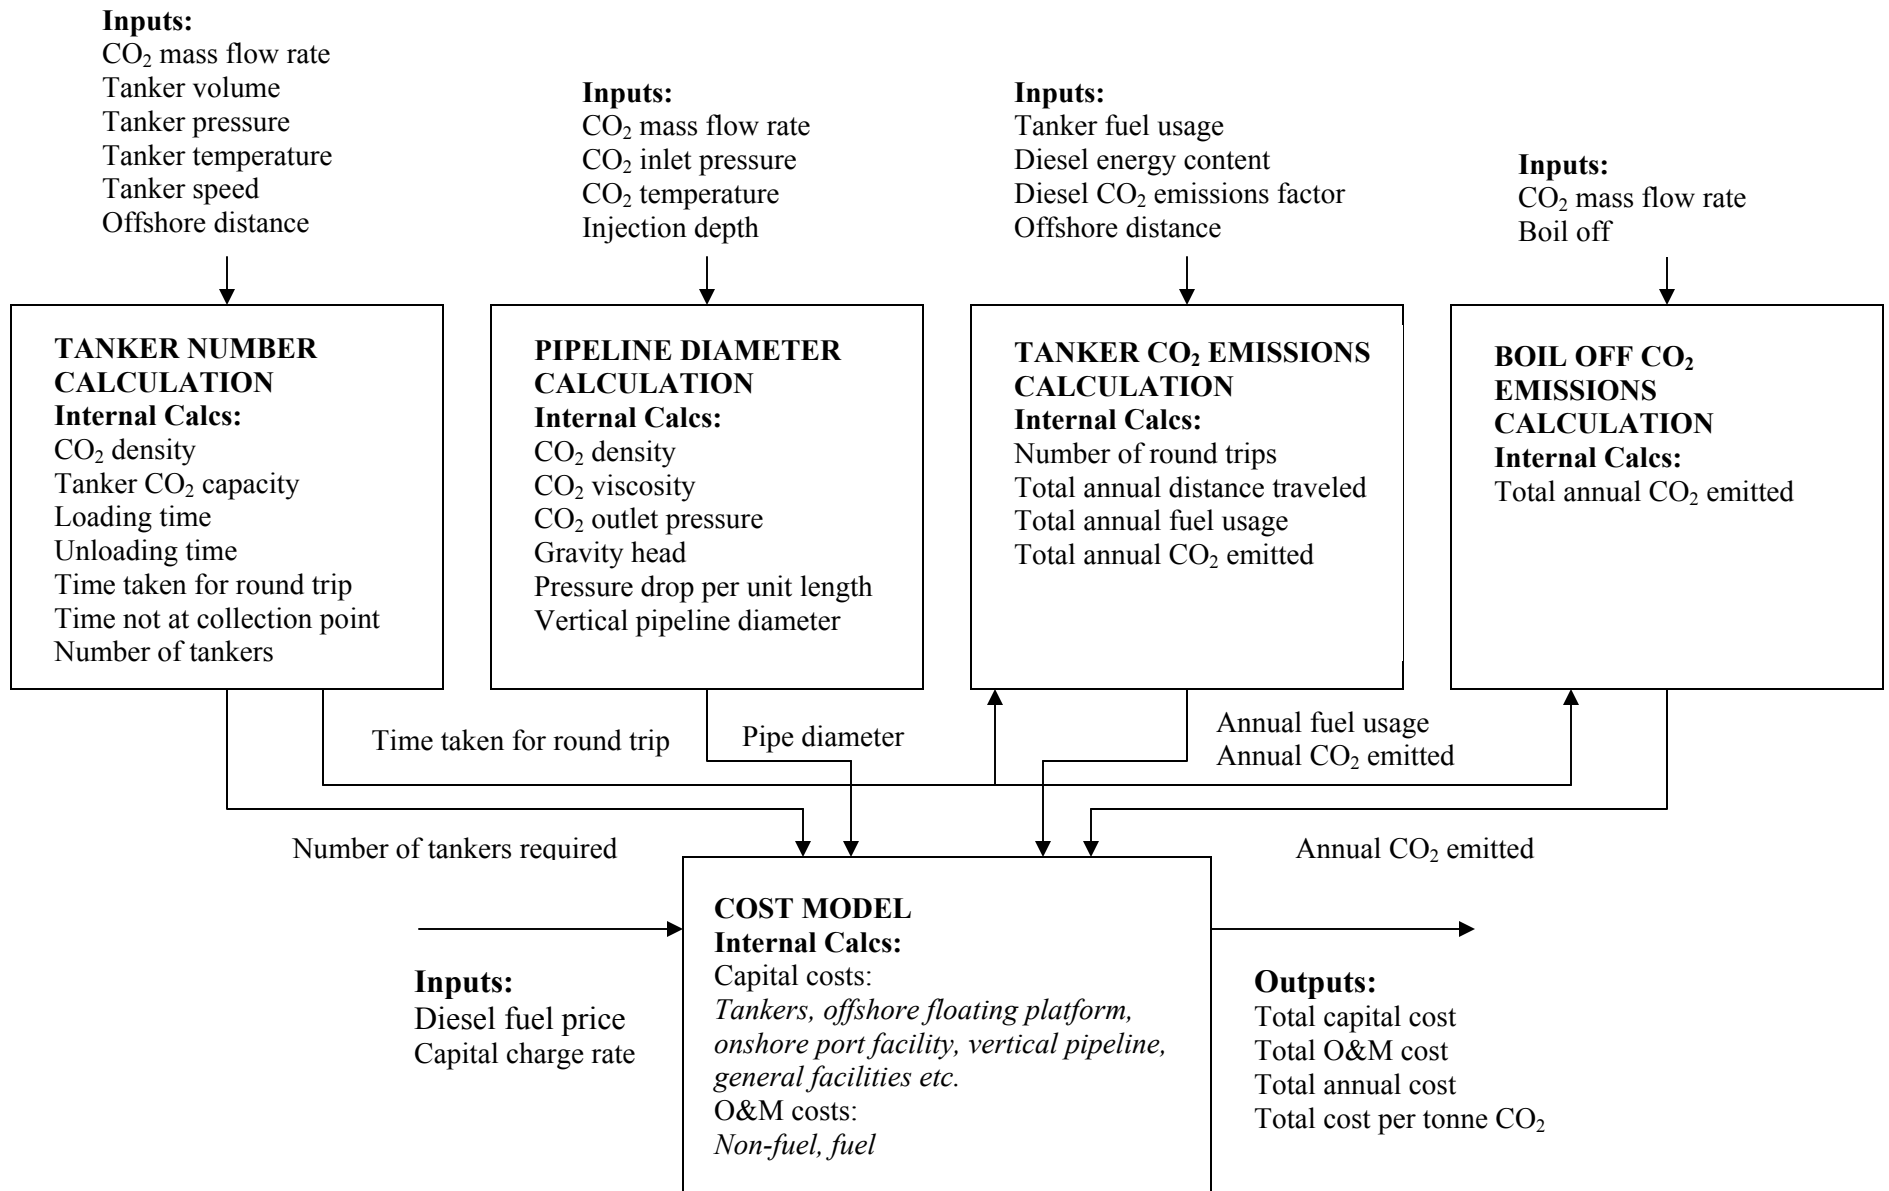 Inputs:
CO₂ mass flow rate
Tanker volume
Tanker pressure
Tanker temperature
Tanker speed
Offshore distance
Inputs:
CO₂ mass flow rate
CO₂ inlet pressure
CO₂ temperature
Injection depth
Inputs:
Tanker fuel usage
Diesel energy content
Diesel CO₂ emissions factor
Offshore distance
Inputs:
CO₂ mass flow rate
Boil off
TANKER NUMBER
CALCULATION
Internal Calcs:
CO₂ density
Tanker CO₂ capacity
Loading time
Unloading time
Time taken for round trip
Time not at collection point
Number of tankers
PIPELINE DIAMETER
CALCULATION
Internal Calcs:
CO₂ density
CO₂ viscosity
CO₂ outlet pressure
Gravity head
Pressure drop per unit length
Vertical pipeline diameter
TANKER CO₂ EMISSIONS
CALCULATION
Internal Calcs:
Number of round trips
Total annual distance traveled
Total annual fuel usage
Total annual CO₂ emitted
BOIL OFF CO₂
EMISSIONS
CALCULATION
Internal Calcs:
Total annual CO₂ emitted
Time taken for round trip
Pipe diameter
Annual fuel usage
Annual CO₂ emitted
Number of tankers required
Annual CO₂ emitted
Inputs:
Diesel fuel price
Capital charge rate
COST MODEL
Internal Calcs:
Capital costs:
Tankers, offshore floating platform,
onshore port facility, vertical pipeline,
general facilities etc.
O&M costs:
Non-fuel, fuel
Outputs:
Total capital cost
Total O&M cost
Total annual cost
Total cost per tonne CO₂